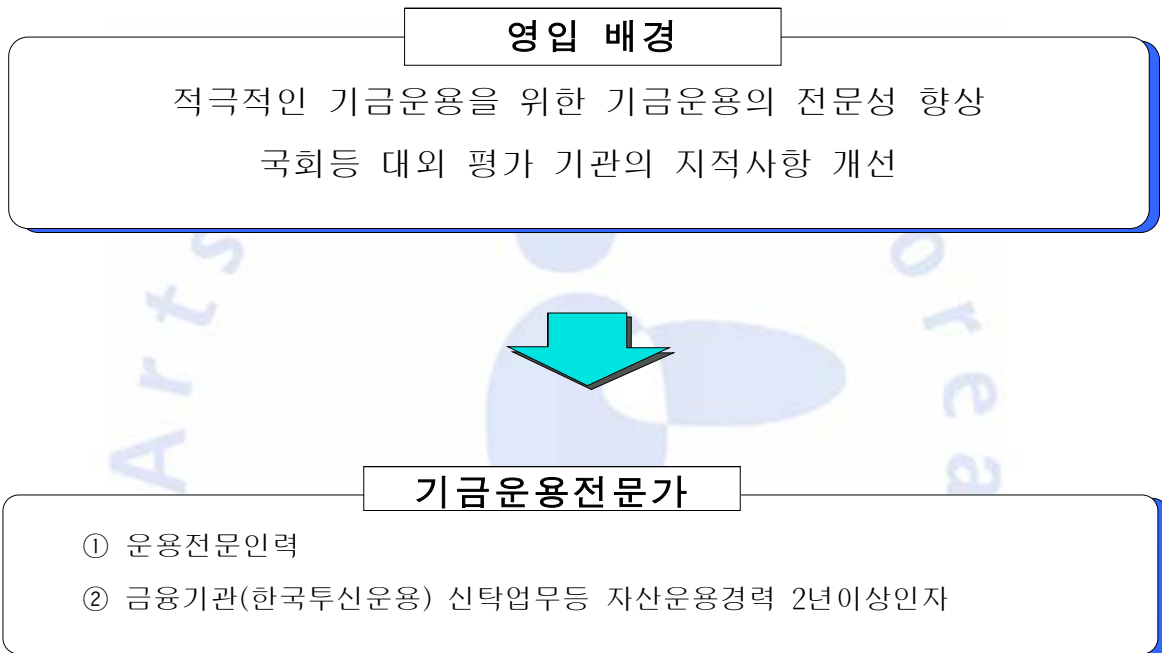 영입 배경
적극적인 기금운용을 위한 기금운용의 전문성 향상
국회등 대외 평가 기관의 지적사항 개선
Arts
orea
기금운용전문가
① 운용전문인력
② 금융기관(한국투신운용) 신탁업무등 자산운용경력 2년이상인자